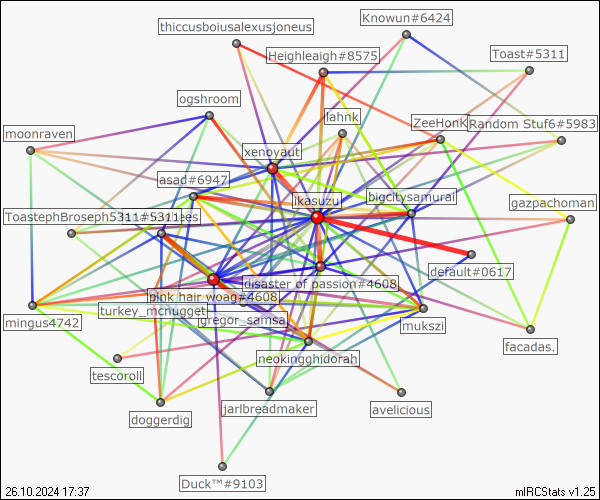 thiccusboiusalexusjoneus
Knowun#6424
Heighleaigh#8575
Toast#5311
ogshroom
lahnk
ZeeHonk
Random Stuf6#5983
moonraven
xenoyaut
asad#6947
ikasuzu
bigcitysamurai
gazpachoman
ToastephBroseph5311#5311
default#0617
disaster of passion#4608
pink hair woag#4608
turkey_mcnugget
gregor_samsa
mukszi
mingus4742
neokingghidorah
facadas.
tescoroll
doggerdig
jarlbreadmaker
avelicious
Duck™#9103
26.10.2024 17:37
mIRCStats v1.25